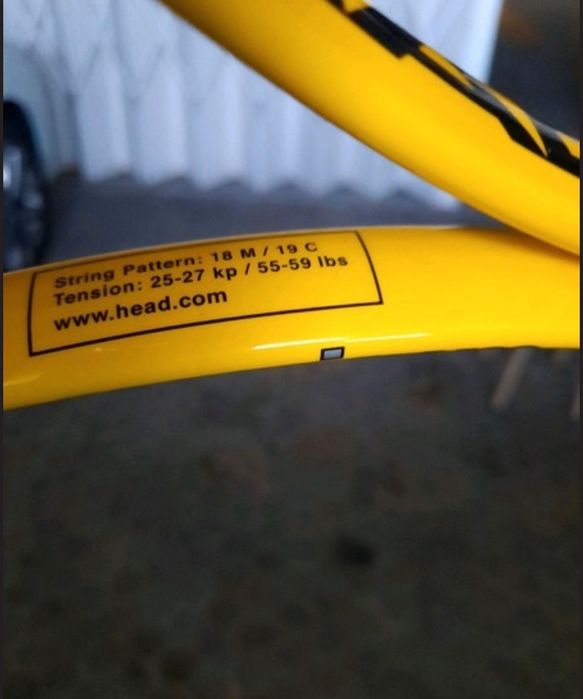 String Pattern: 18 M / 19 C
Tension: 25-27 kp / 55-59 lbs
www.head.com